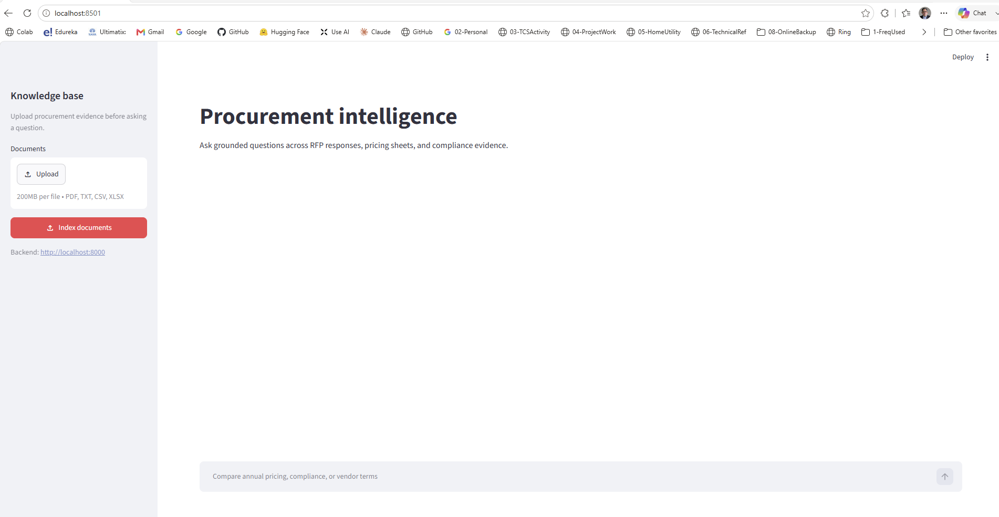 localhost:8501
Chat
Colab
e! Edureka
TATA Ultimatix:
Gmail
Google
GitHub
Hugging Face
Use AI
Claude
GitHub
02-Personal
03-TCSActivity
04-ProjectWork
05-HomeUtility
06-TechnicalRef
08-OnlineBackup
Ring
1-FreqUsed
Other favorites
Deploy
Knowledge base
Upload procurement evidence before asking
a question.
Documents
Upload
200MB per file • PDF, TXT, CSV, XLSX
Index documents
Backend: http://localhost:8000
Procurement intelligence
Ask grounded questions across RFP responses, pricing sheets, and compliance evidence.
Compare annual pricing, compliance, or vendor terms